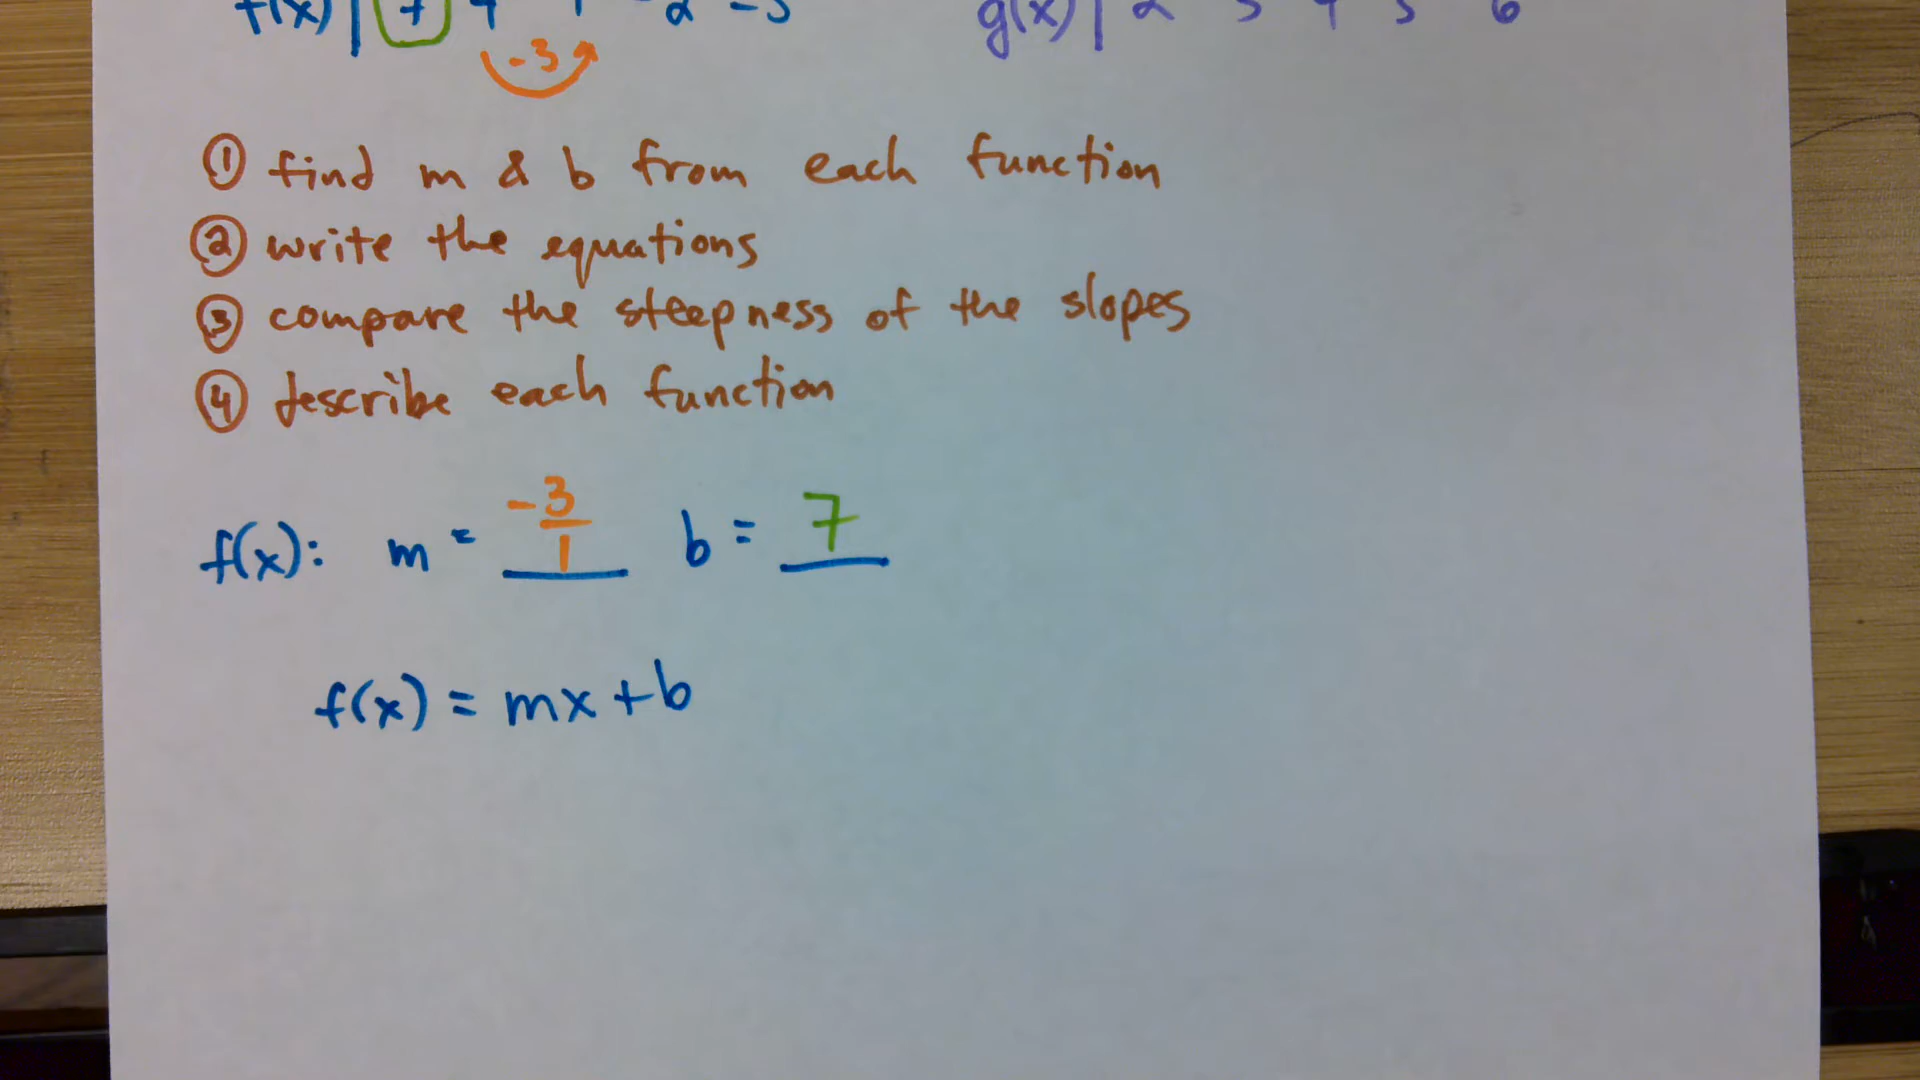 f(x) | 7 4 1 -2 -5 g(x) | 2 3 4 5 6
-3
① find m & b from each function
② write the equations
③ compare the steepness of the slopes
④ describe each function
f(x): m = -3/1 b = 7
f(x) = mx + b